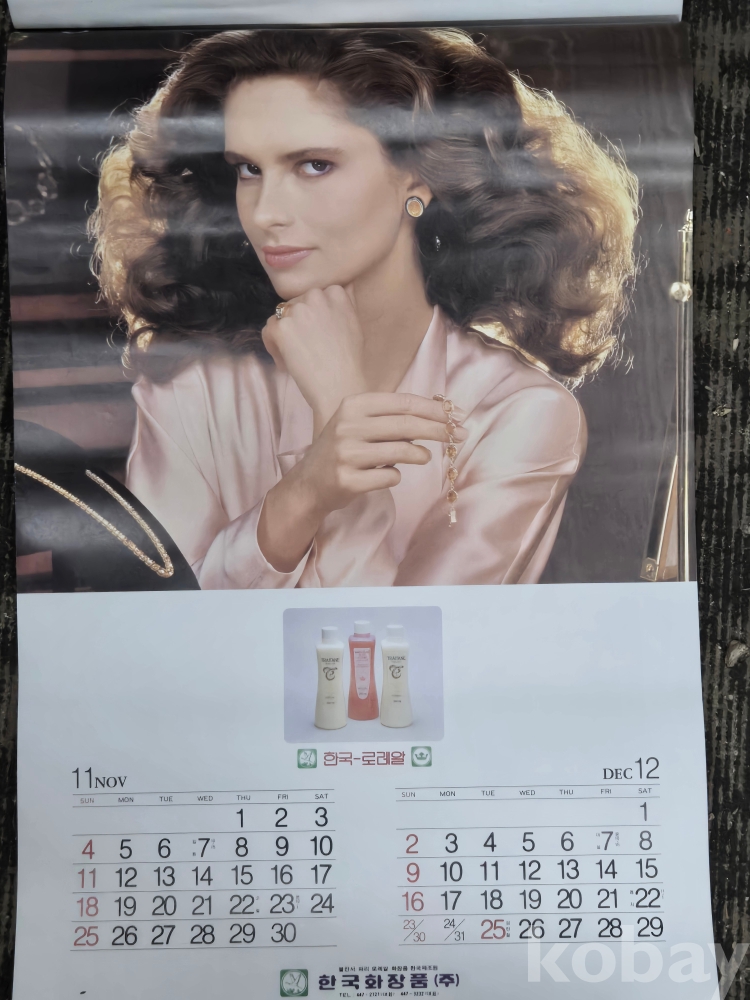 한국-로레알
11 NOV
SUN MON TUE WED THU FRI SAT
1 2 3
4 5 6 7 8 9 10
11 12 13 14 15 16 17
18 19 20 21 22 23 24
25 26 27 28 29 30
DEC 12
SUN MON TUE WED THU FRI SAT
1
2 3 4 5 6 7 8
9 10 11 12 13 14 15
16 17 18 19 20 21 22
23/30 24/31 25 26 27 28 29
한국화장품(주)
kobay